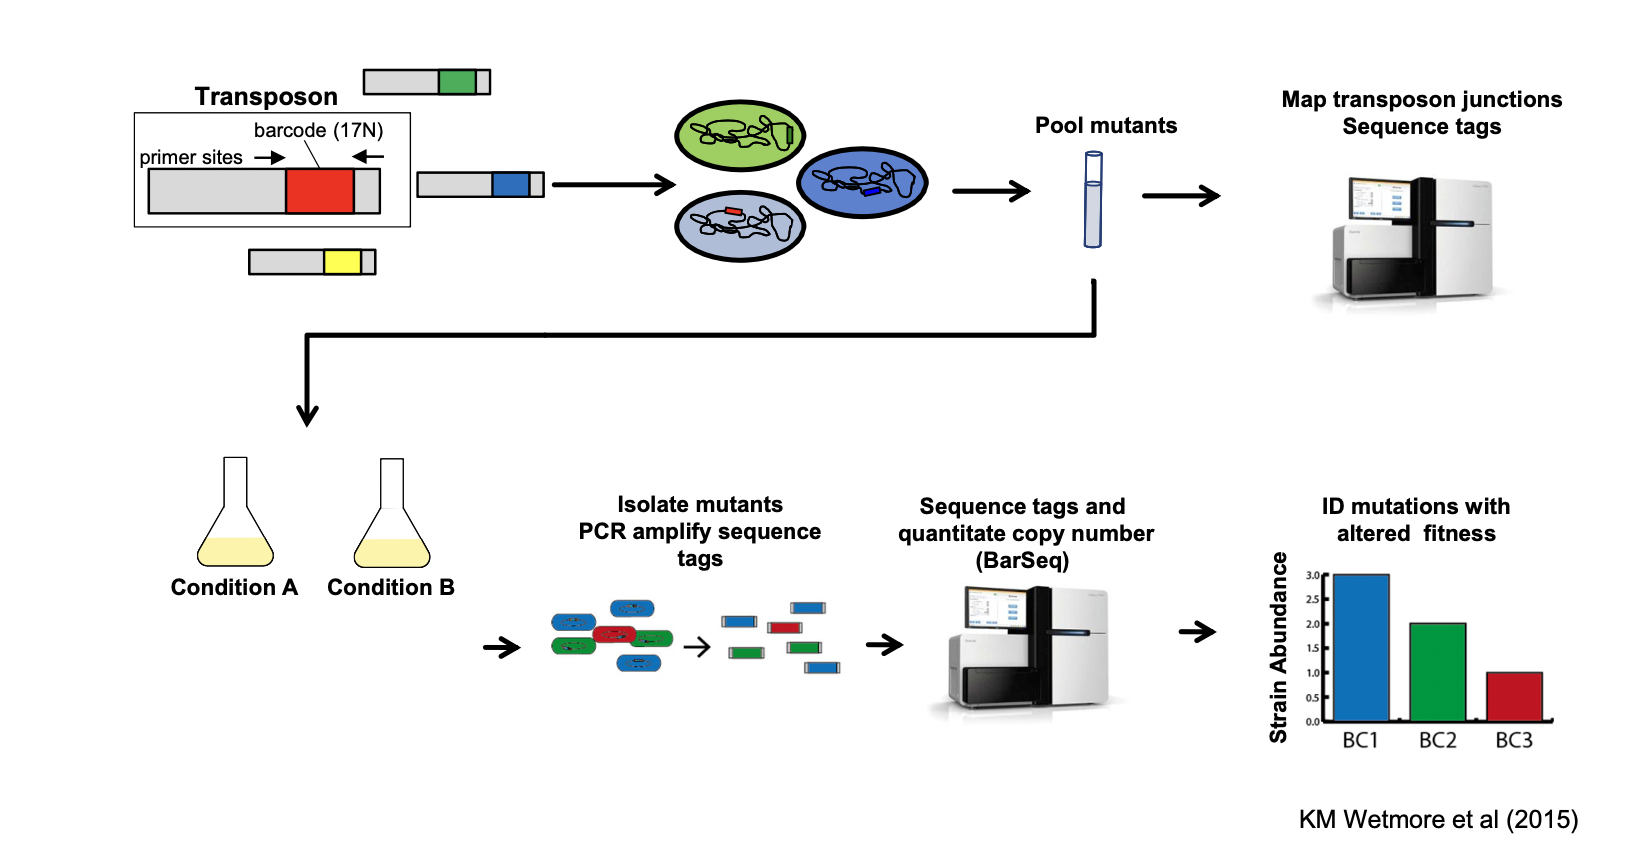 Transposon
barcode (17N)
primer sites
Pool mutants
Map transposon junctions
Sequence tags
Condition A
Condition B
Isolate mutants
PCR amplify sequence
tags
Sequence tags and
quantitate copy number
(BarSeq)
ID mutations with
altered fitness
Strain Abundance
3.0
2.5
2.0
1.5
1.0
0.5
0.0
BC1
BC2
BC3
KM Wetmore et al (2015)